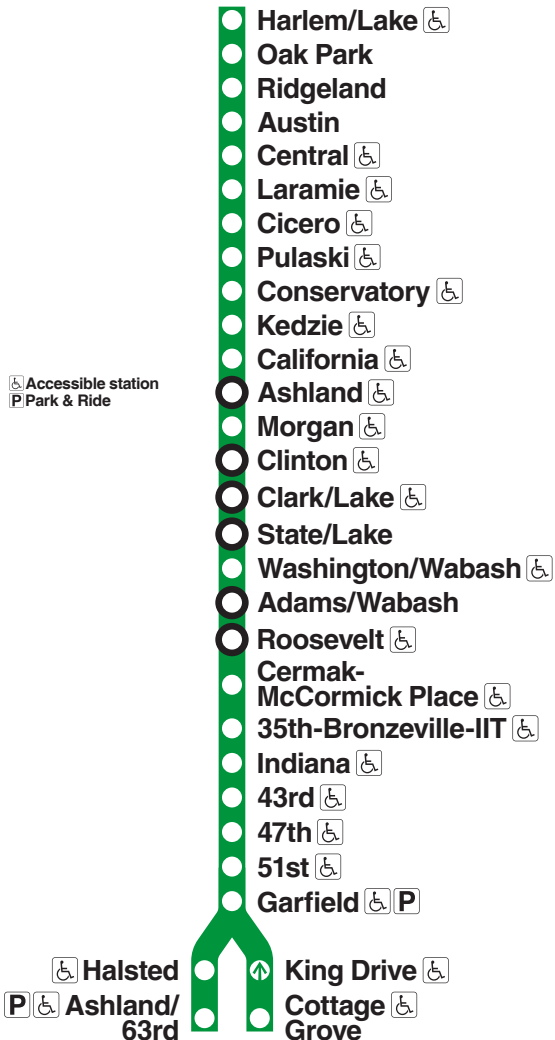 Harlem/Lake
Oak Park
Ridgeland
Austin
Central
Laramie
Cicero
Pulaski
Conservatory
Kedzie
California
Accessible station
P Park & Ride
Ashland
Morgan
Clinton
Clark/Lake
State/Lake
Washington/Wabash
Adams/Wabash
Roosevelt
Cermak-
McCormick Place
35th-Bronzeville-IIT
Indiana
43rd
47th
51st
Garfield P
Halsted
King Drive
P Ashland/
63rd
Cottage
Grove